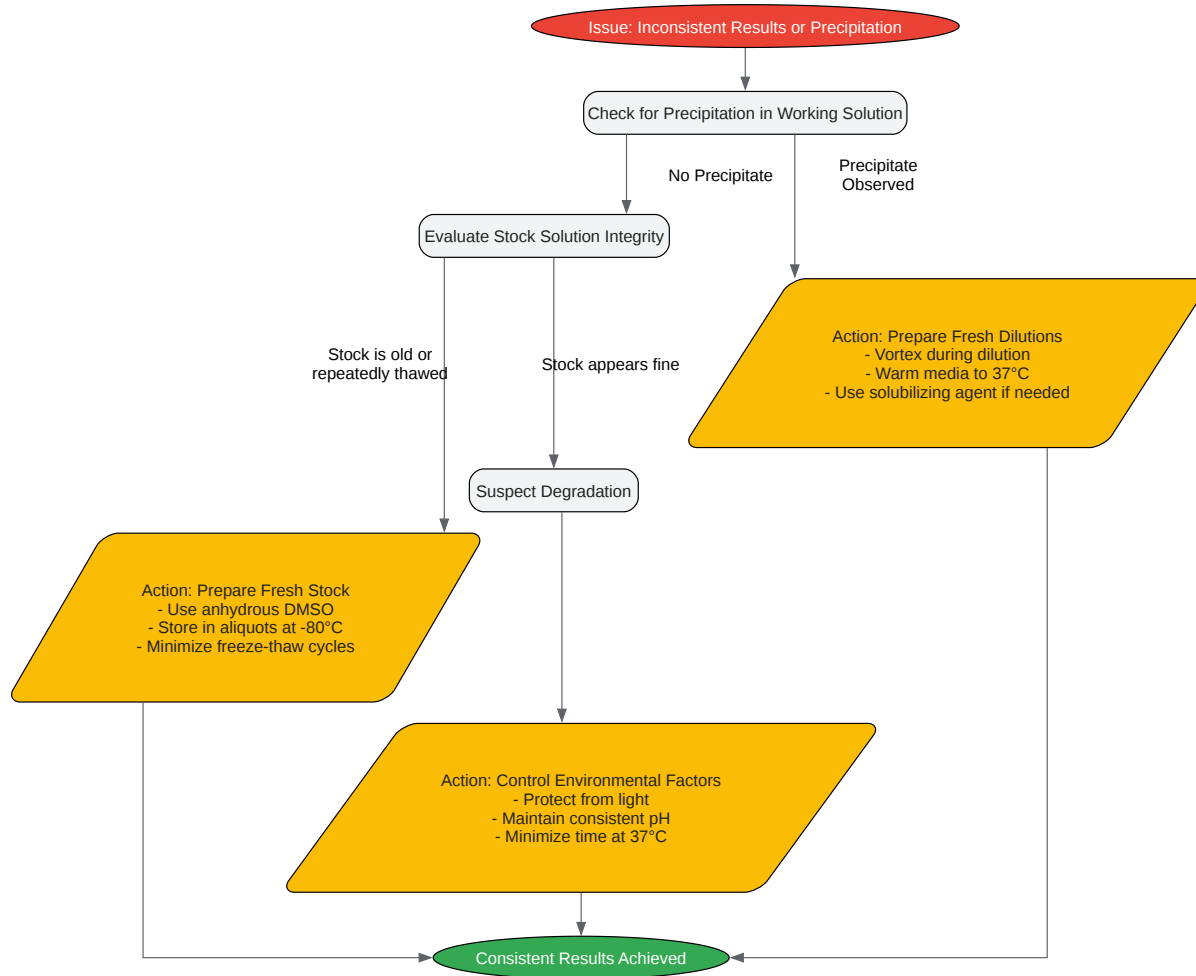 Issue: Inconsistent Results or Precipitation
Check for Precipitation in Working Solution
No Precipitate
Precipitate
Observed
Evaluate Stock Solution Integrity
Action: Prepare Fresh Dilutions
- Vortex during dilution
- Warm media to 37°C
- Use solubilizing agent if needed
Stock is old or
repeatedly thawed
Stock appears fine
Suspect Degradation
Action: Prepare Fresh Stock
- Use anhydrous DMSO
- Store in aliquots at -80°C
- Minimize freeze-thaw cycles
Action: Control Environmental Factors
- Protect from light
- Maintain consistent pH
- Minimize time at 37°C
Consistent Results Achieved